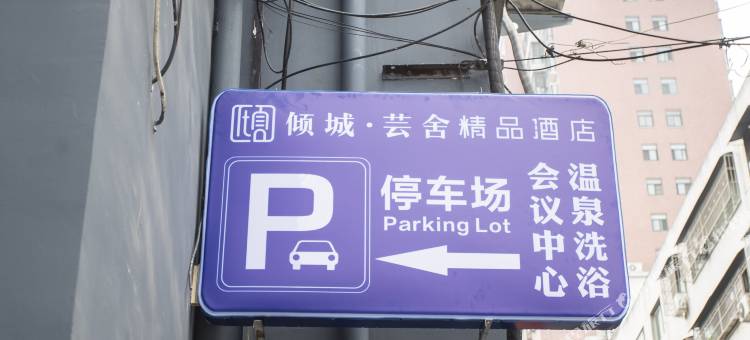 倾 倾城·芸舍精品酒店
P
停车场
Parking Lot
温泉洗浴
会议中心